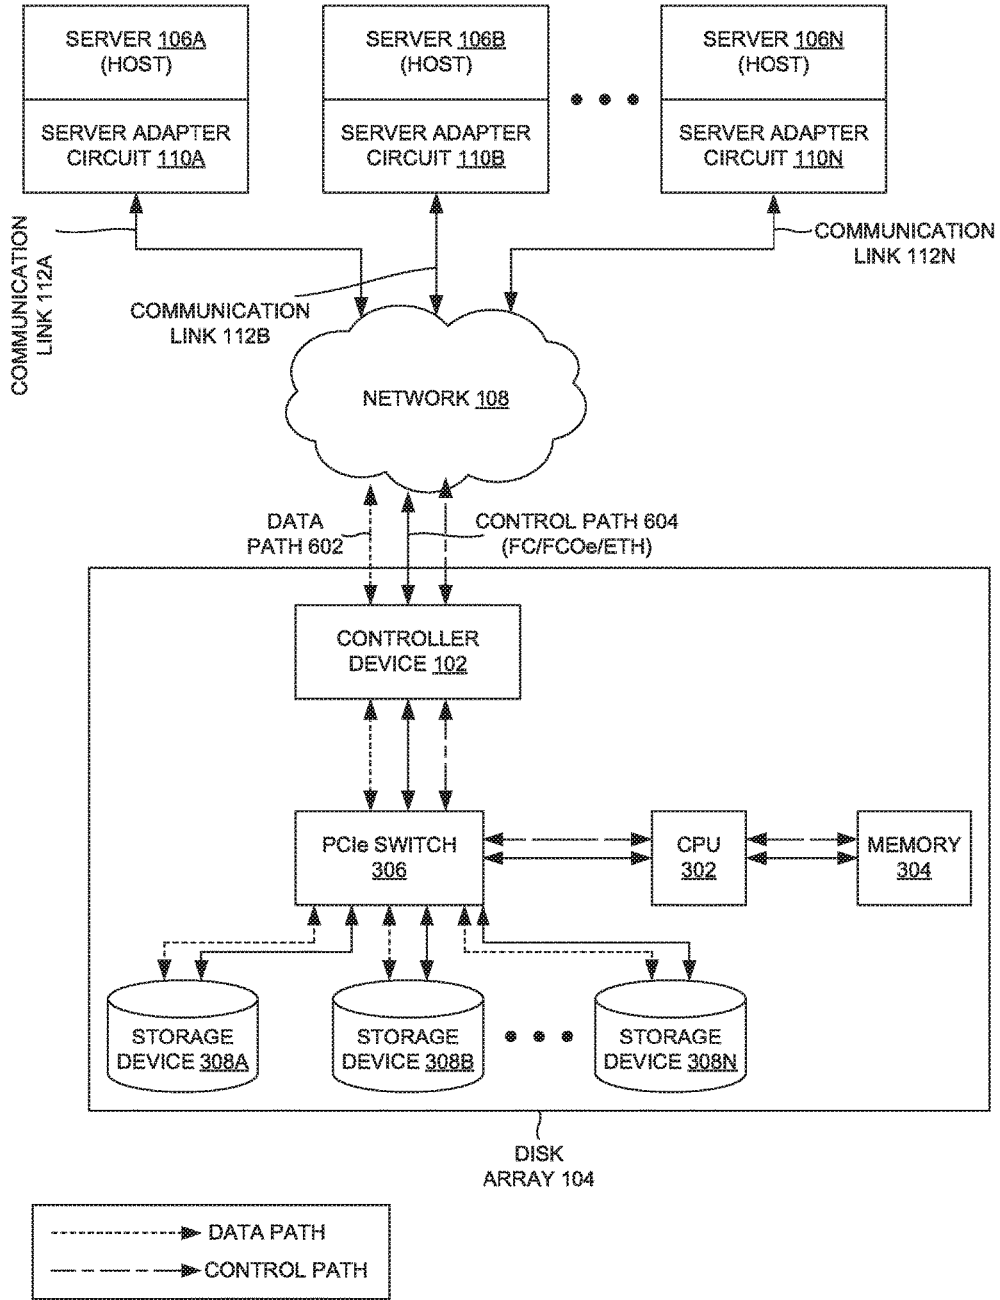 SERVER 106A
(HOST)
SERVER ADAPTER
CIRCUIT 110A
SERVER 106B
(HOST)
SERVER ADAPTER
CIRCUIT 110B
SERVER 106N
(HOST)
SERVER ADAPTER
CIRCUIT 110N
COMMUNICATION
LINK 112A
COMMUNICATION
LINK 112B
COMMUNICATION
LINK 112N
NETWORK 108
DATA
PATH 602
CONTROL PATH 604
(FC/FCOe/ETH)
CONTROLLER
DEVICE 102
PCIe SWITCH
306
CPU
302
MEMORY
304
STORAGE
DEVICE 308A
STORAGE
DEVICE 308B
STORAGE
DEVICE 308N
DISK
ARRAY 104
DATA PATH
CONTROL PATH